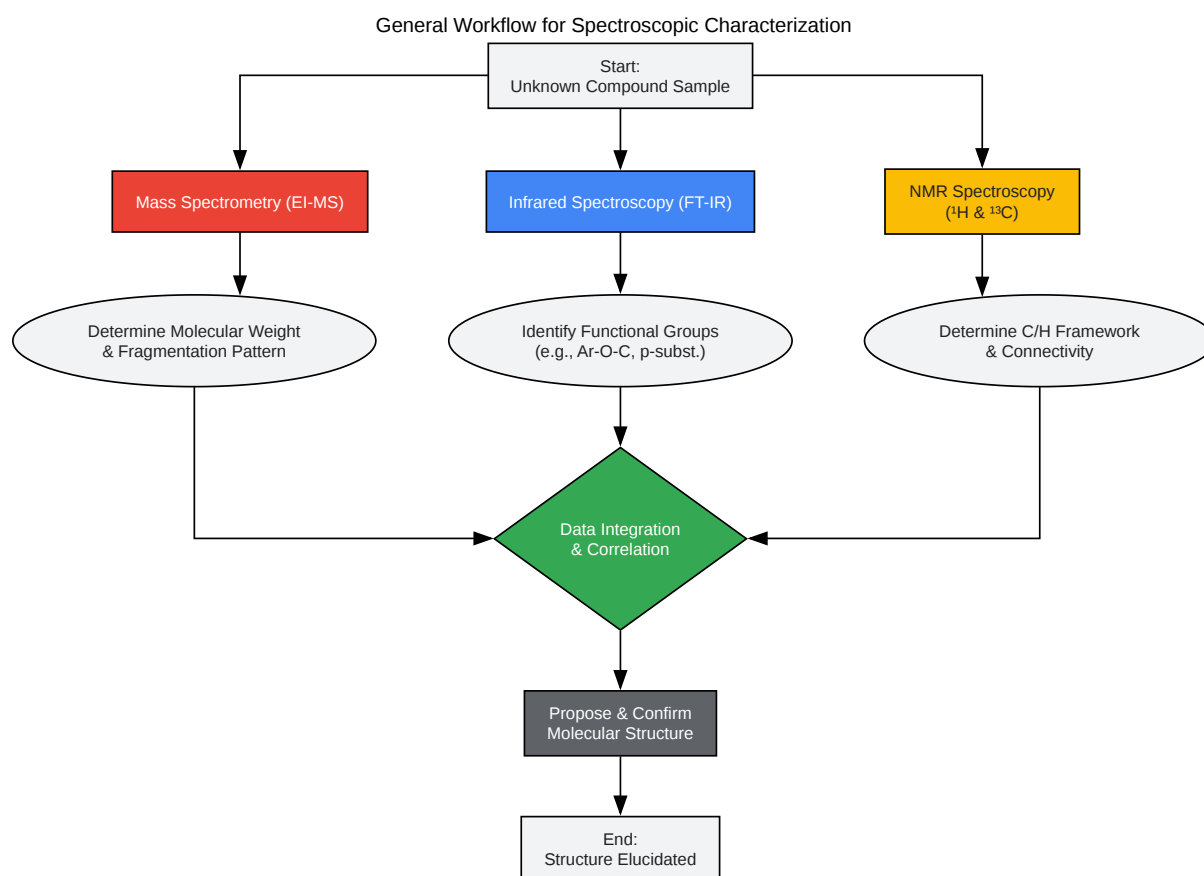 General Workflow for Spectroscopic Characterization
Start:
Unknown Compound Sample
Mass Spectrometry (EI-MS)
Infrared Spectroscopy (FT-IR)
NMR Spectroscopy
(¹H & ¹³C)
Determine Molecular Weight
& Fragmentation Pattern
Identify Functional Groups
(e.g., Ar-O-C, p-subst.)
Determine C/H Framework
& Connectivity
Data Integration
& Correlation
Propose & Confirm
Molecular Structure
End:
Structure Elucidated